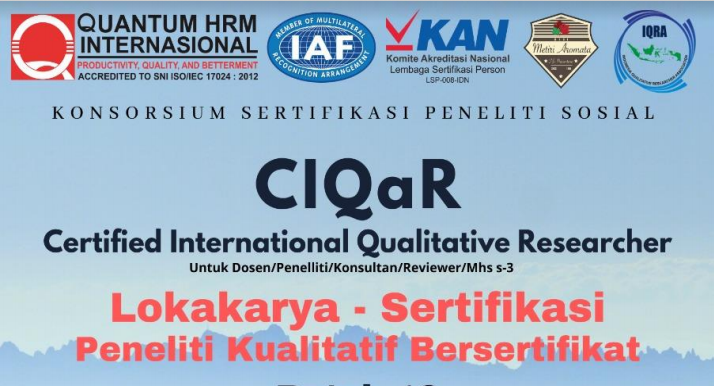 QUANTUM HRM
INTERNASIONAL
PRODUCTIVITY, QUALITY, AND BETTERMENT
ACCREDITED TO SNI ISO/IEC 17024 : 2012
MEMBER OF MULTILATERAL
IAF
RECOGNITION ARRANGEMENT
KAN
Komite Akreditasi Nasional
Lembaga Sertifikasi Person
LSP-008-IDN
Metiri Aromata
IQRA
KONSORSIUM SERTIFIKASI PENELITI SOSIAL
CIQaR
Certified International Qualitative Researcher
Untuk Dosen/Penelliti/Konsultan/Reviewer/Mhs s-3
Lokakarya - Sertifikasi
Peneliti Kualitatif Bersertifikat